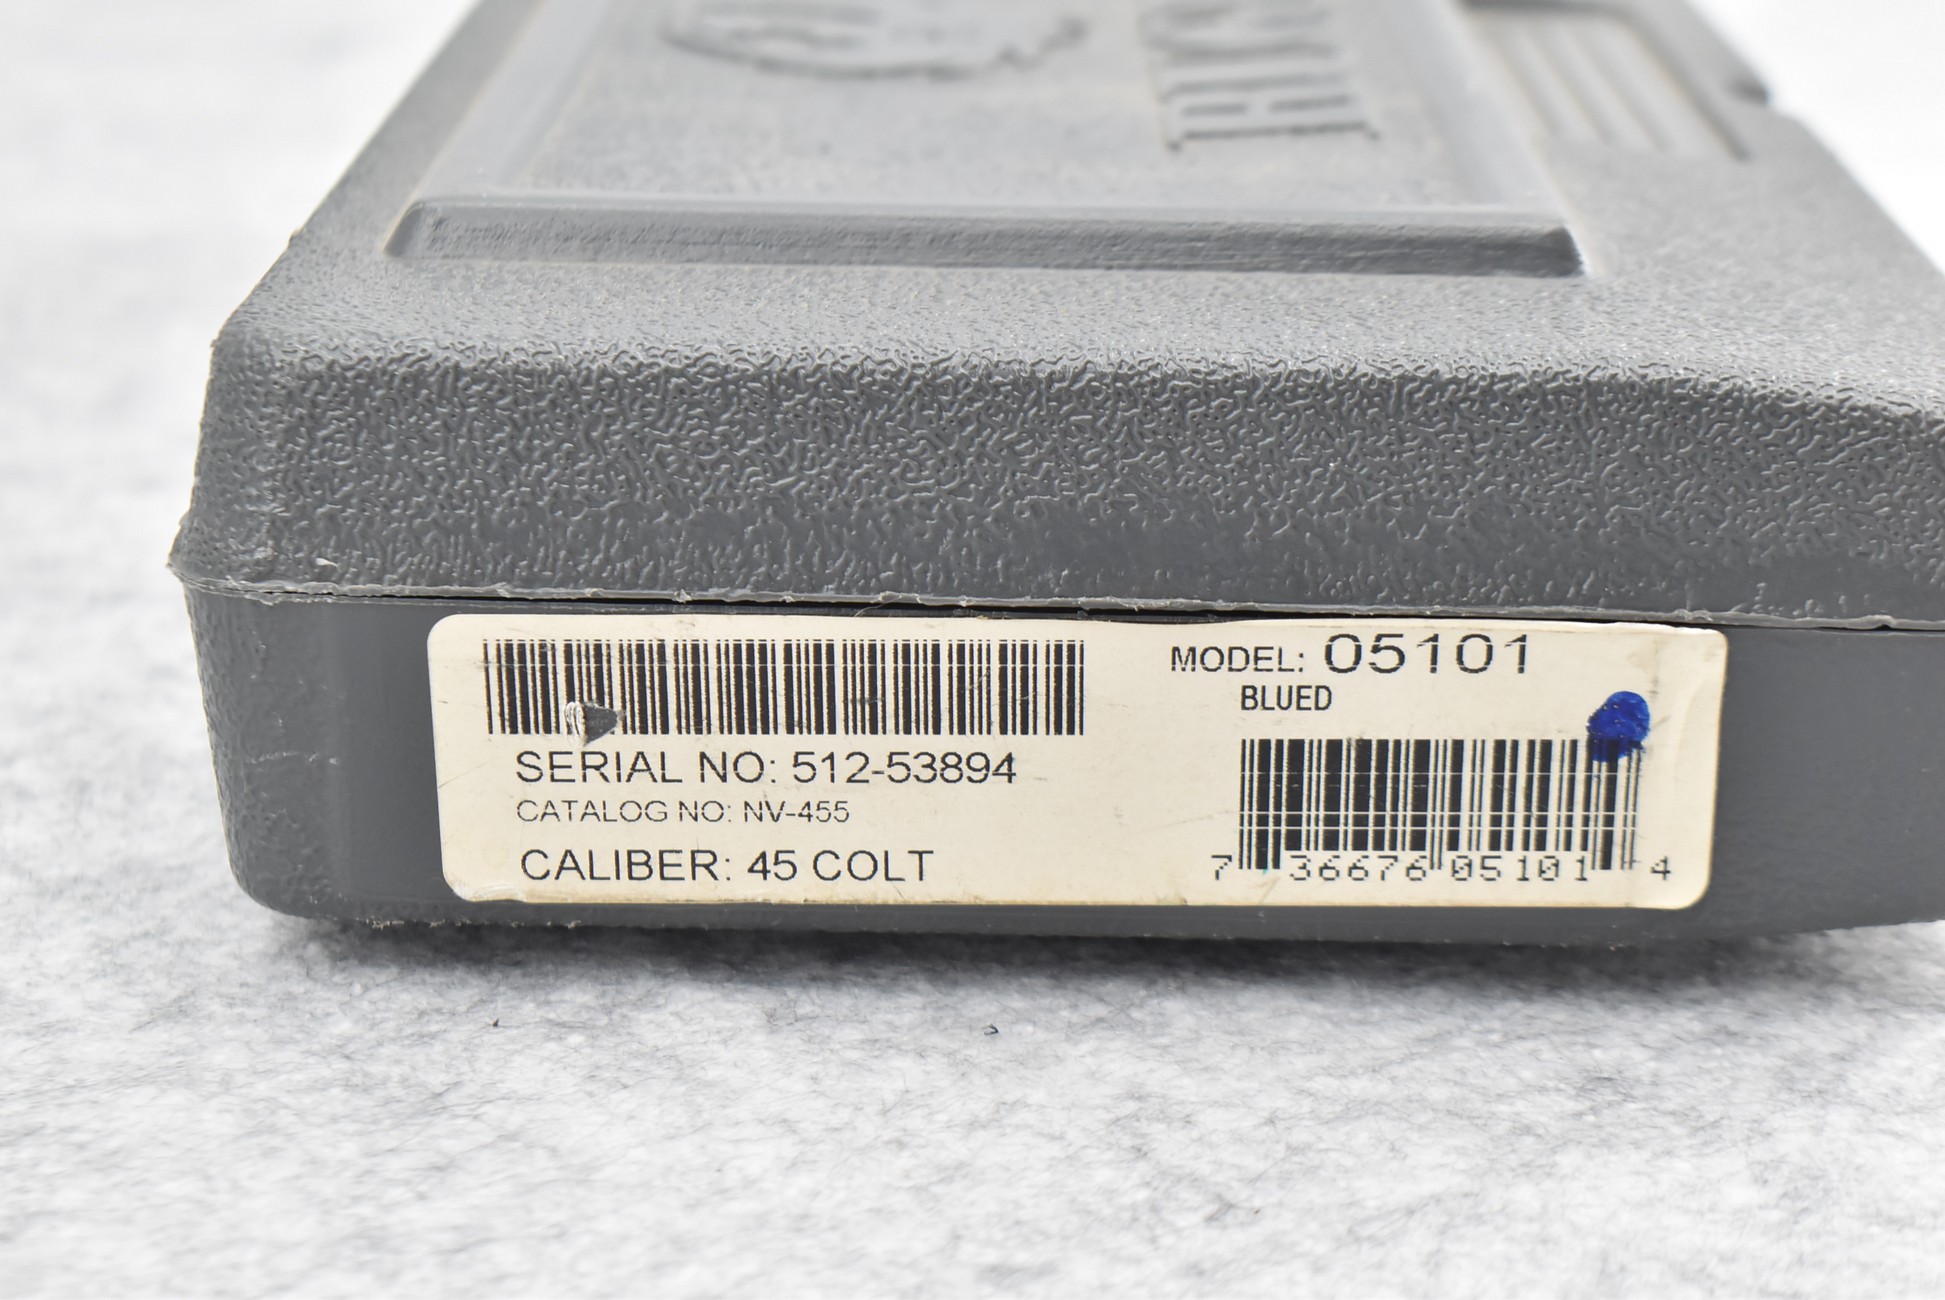 SERIAL NO: 512-53894
CATALOG NO: NV-455
CALIBER: 45 COLT
MODEL: 05101
BLUED
7 36676 05101 4